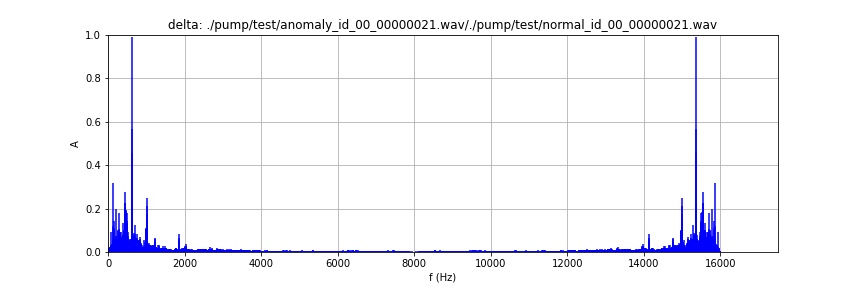 delta: ./pump/test/anomaly_id_00_00000021.wav/./pump/test/normal_id_00_00000021.wav
1.0
0.8
0.6
0.4
0.2
0.0
A
0 2000 4000 6000 8000 10000 12000 14000 16000
f (Hz)